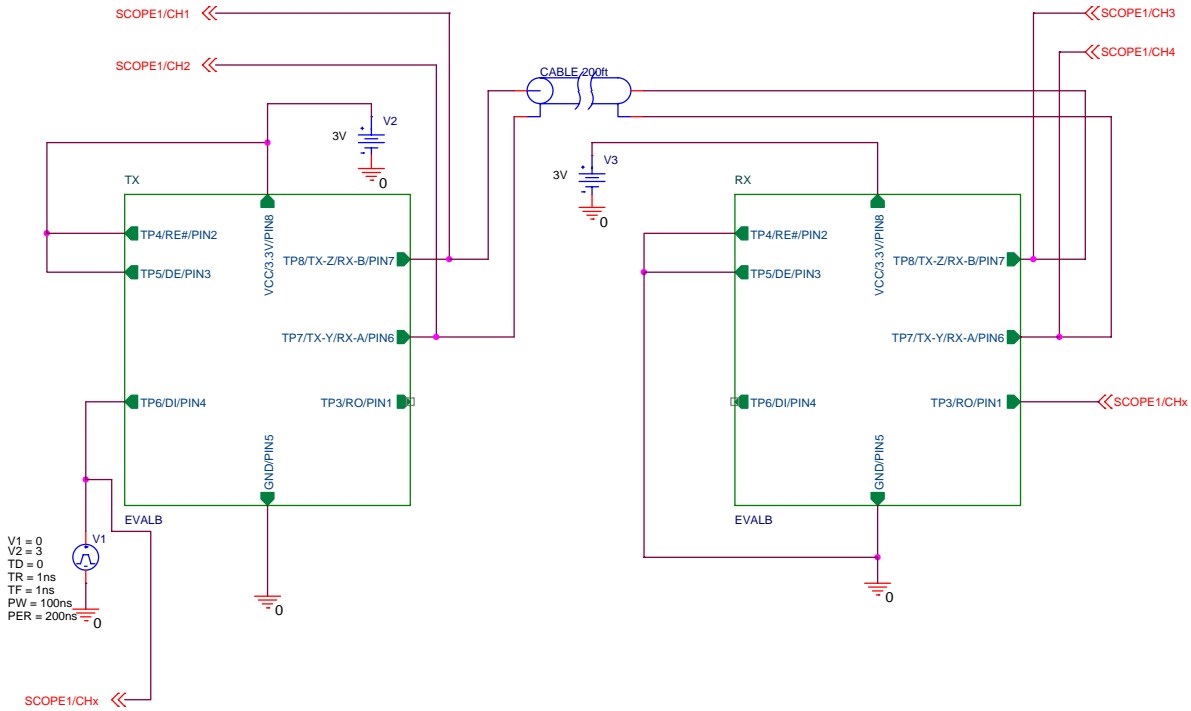 SCOPE1/CH1
SCOPE1/CH3
SCOPE1/CH4
SCOPE1/CH2
CABLE 200ft
V2
3V
0
V3
3V
0
TX
VCC/3.3V/PIN8
TP4/RE#/PIN2
TP5/DE/PIN3
TP8/TX-Z/RX-B/PIN7
TP7/TX-Y/RX-A/PIN6
TP6/DI/PIN4
TP3/RO/PIN1
GND/PIN5
EVALB
RX
VCC/3.3V/PIN8
TP4/RE#/PIN2
TP5/DE/PIN3
TP8/TX-Z/RX-B/PIN7
TP7/TX-Y/RX-A/PIN6
TP6/DI/PIN4
TP3/RO/PIN1
SCOPE1/CHx
GND/PIN5
EVALB
V1
V1 = 0
V2 = 3
TD = 0
TR = 1ns
TF = 1ns
PW = 100ns
PER = 200ns
0
0
0
SCOPE1/CHx